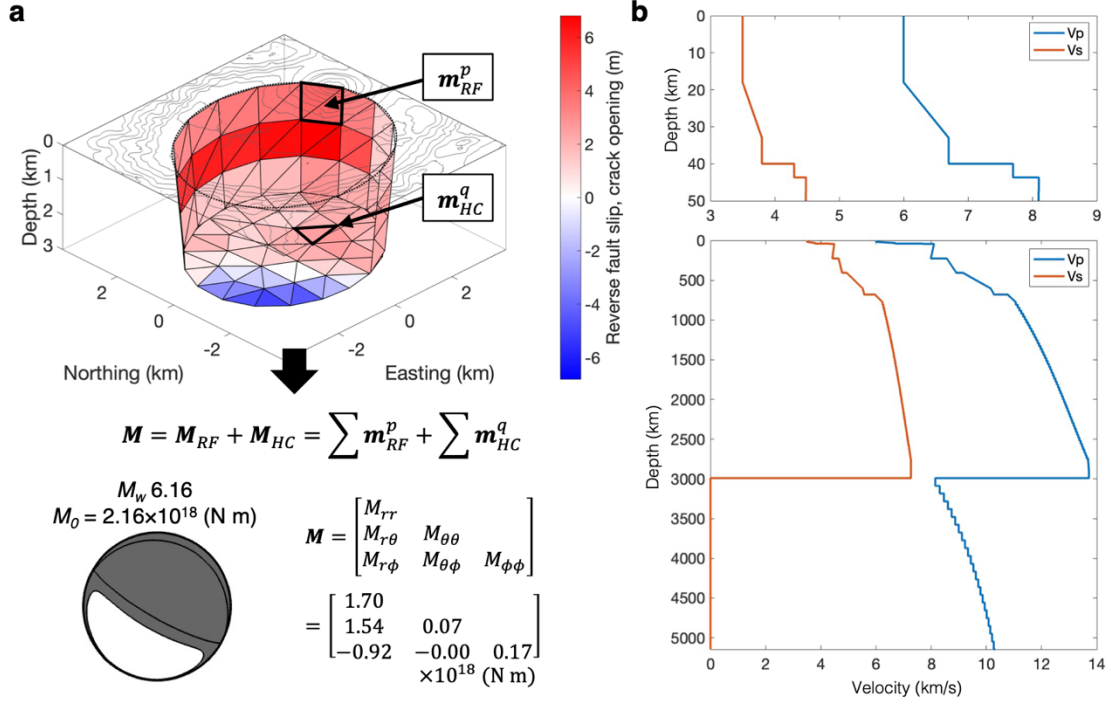 a
m^p_RF
m^q_HC
0
1
2
3
Depth (km)
2
0
-2
Northing (km)
2
0
-2
Easting (km)
6
4
2
0
-2
-4
-6
Reverse fault slip, crack opening (m)
M = M_RF + M_HC = ∑ m^p_RF + ∑ m^q_HC
M_w 6.16
M_0 = 2.16×10^18 (N m)
M = [M_rr
M_rθ M_θθ
M_rϕ M_θϕ M_ϕϕ]
= [1.70
1.54 0.07
−0.92 −0.00 0.17]
×10^18 (N m)
b
0
10
20
30
40
50
Depth (km)
3 4 5 6 7 8 9
Vp
Vs
0
500
1000
1500
2000
2500
3000
3500
4000
4500
5000
Depth (km)
0 2 4 6 8 10 12 14
Velocity (km/s)
Vp
Vs